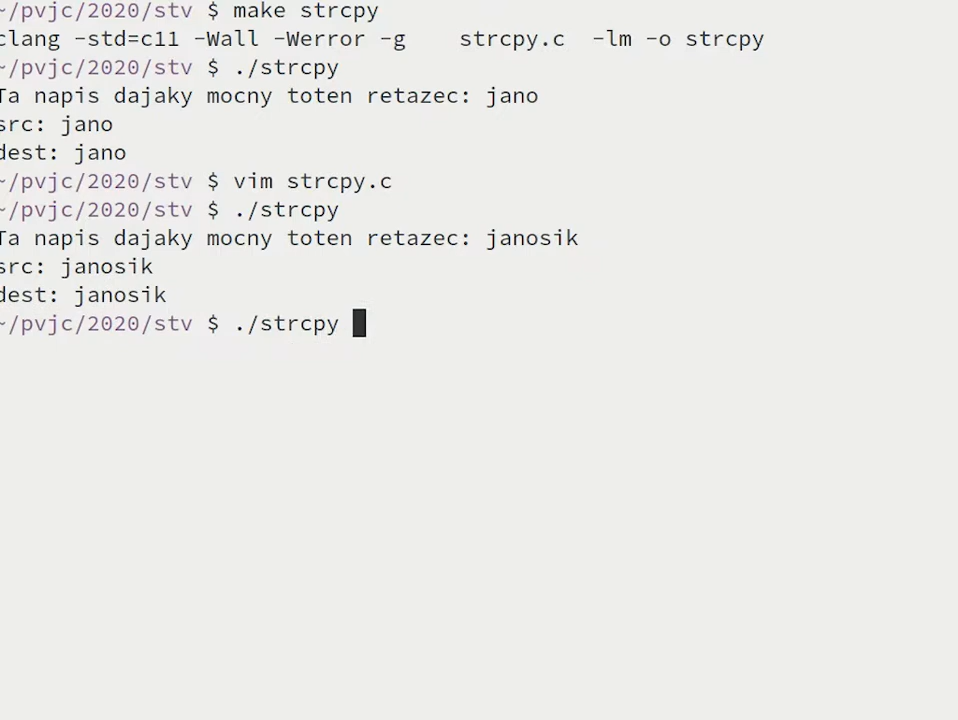 ~/pvjc/2020/stv $ make strcpy
clang -std=c11 -Wall -Werror -g    strcpy.c  -lm -o strcpy
~/pvjc/2020/stv $ ./strcpy
Ta napis dajaky mocny toten retazec: jano
src: jano
dest: jano
~/pvjc/2020/stv $ vim strcpy.c
~/pvjc/2020/stv $ ./strcpy
Ta napis dajaky mocny toten retazec: janosik
src: janosik
dest: janosik
~/pvjc/2020/stv $ ./strcpy